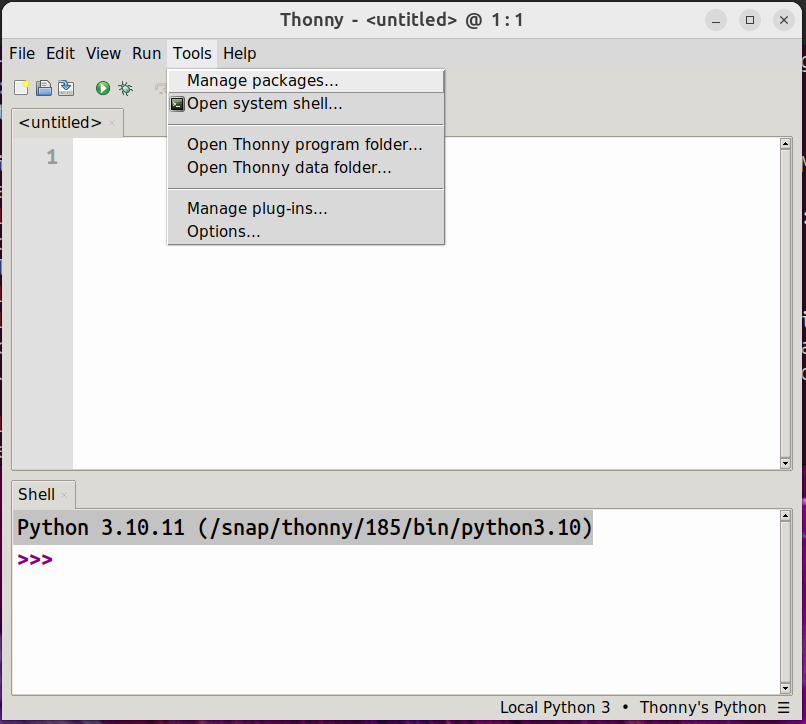 Thonny - <untitled> @ 1:1
File Edit View Run Tools Help
Manage packages...
Open system shell...
Open Thonny program folder...
Open Thonny data folder...
Manage plug-ins...
Options...
<untitled>
1
Shell
Python 3.10.11 (/snap/thonny/185/bin/python3.10)
>>>
Local Python 3 • Thonny's Python ☰